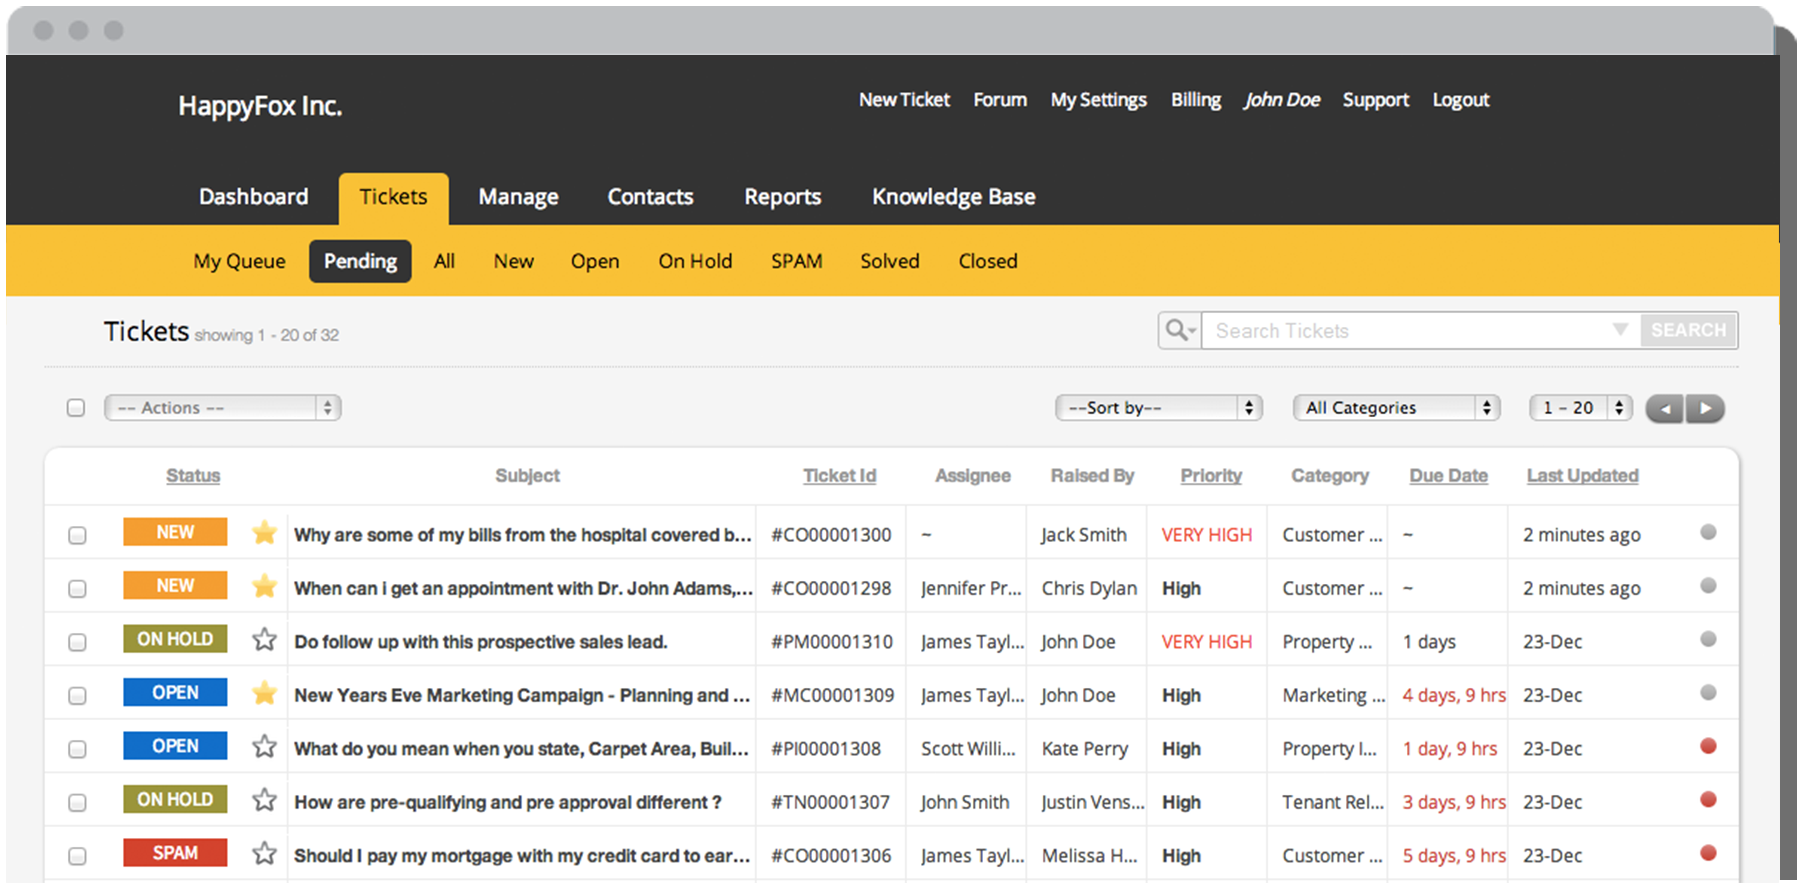 HappyFox Inc.
New Ticket Forum My Settings Billing John Doe Support Logout
Dashboard Tickets Manage Contacts Reports Knowledge Base
My Queue Pending All New Open On Hold SPAM Solved Closed
Tickets showing 1 - 20 of 32
Search Tickets SEARCH
-- Actions -- --Sort by-- All Categories 1 - 20
Status Subject Ticket Id Assignee Raised By Priority Category Due Date Last Updated
NEW Why are some of my bills from the hospital covered b... #CO00001300 ~ Jack Smith VERY HIGH Customer ... ~ 2 minutes ago
NEW When can i get an appointment with Dr. John Adams,... #CO00001298 Jennifer Pr... Chris Dylan High Customer ... ~ 2 minutes ago
ON HOLD Do follow up with this prospective sales lead. #PM00001310 James Tayl... John Doe VERY HIGH Property ... 1 days 23-Dec
OPEN New Years Eve Marketing Campaign - Planning and ... #MC00001309 James Tayl... John Doe High Marketing ... 4 days, 9 hrs 23-Dec
OPEN What do you mean when you state, Carpet Area, Buil... #PI00001308 Scott Willi... Kate Perry High Property I... 1 day, 9 hrs 23-Dec
ON HOLD How are pre-qualifying and pre approval different ? #TN00001307 John Smith Justin Vens... High Tenant Rel... 3 days, 9 hrs 23-Dec
SPAM Should I pay my mortgage with my credit card to ear... #CO00001306 James Tayl... Melissa H... High Customer ... 5 days, 9 hrs 23-Dec